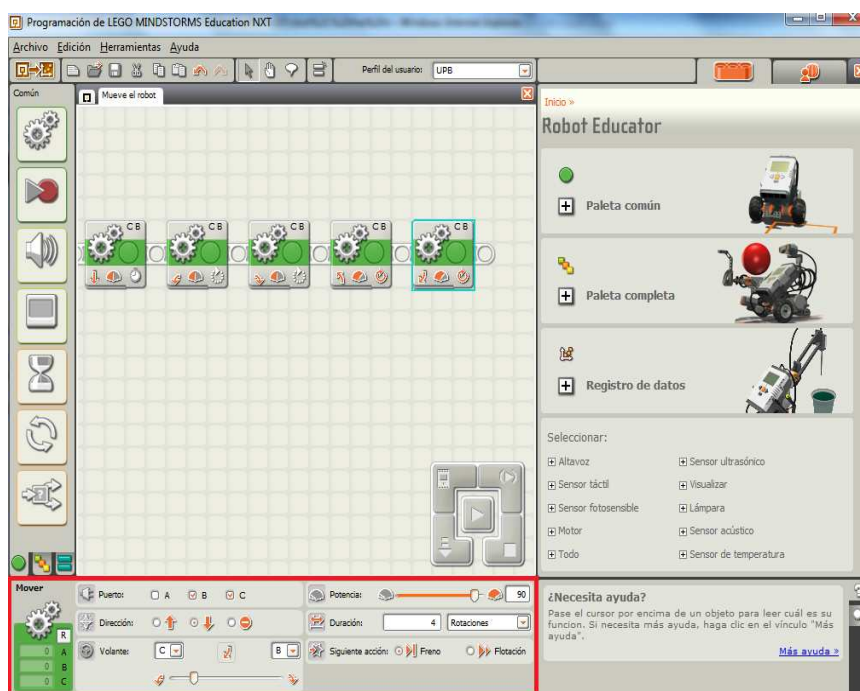 Programación de LEGO MINDSTORMS Education NXT
Archivo Edición Herramientas Ayuda
Perfil del usuario: UPB
Común
Mueve el robot
C B
C B
C B
C B
C B
Inicio »
Robot Educator
Paleta común
Paleta completa
Registro de datos
Seleccionar:
Altavoz
Sensor ultrasónico
Sensor táctil
Visualizar
Sensor fotosensible
Lámpara
Motor
Sensor acústico
Todo
Sensor de temperatura
Mover
R
0 A
0 B
0 C
Puerto: A B C
Dirección:
Volante: C B
Potencia: 90
Duración: 4 Rotaciones
Siguiente acción: Freno Flotación
¿Necesita ayuda?
Pase el cursor por encima de un objeto para leer cuál es su
funcion. Si necesita más ayuda, haga clic en el vínculo "Más
ayuda".
Más ayuda »